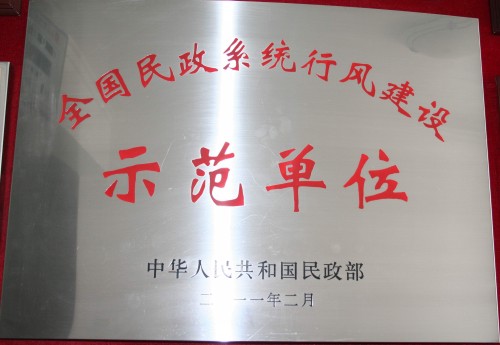 全国民政系统行风建设
示范单位
中华人民共和国民政部
二〇一一年二月